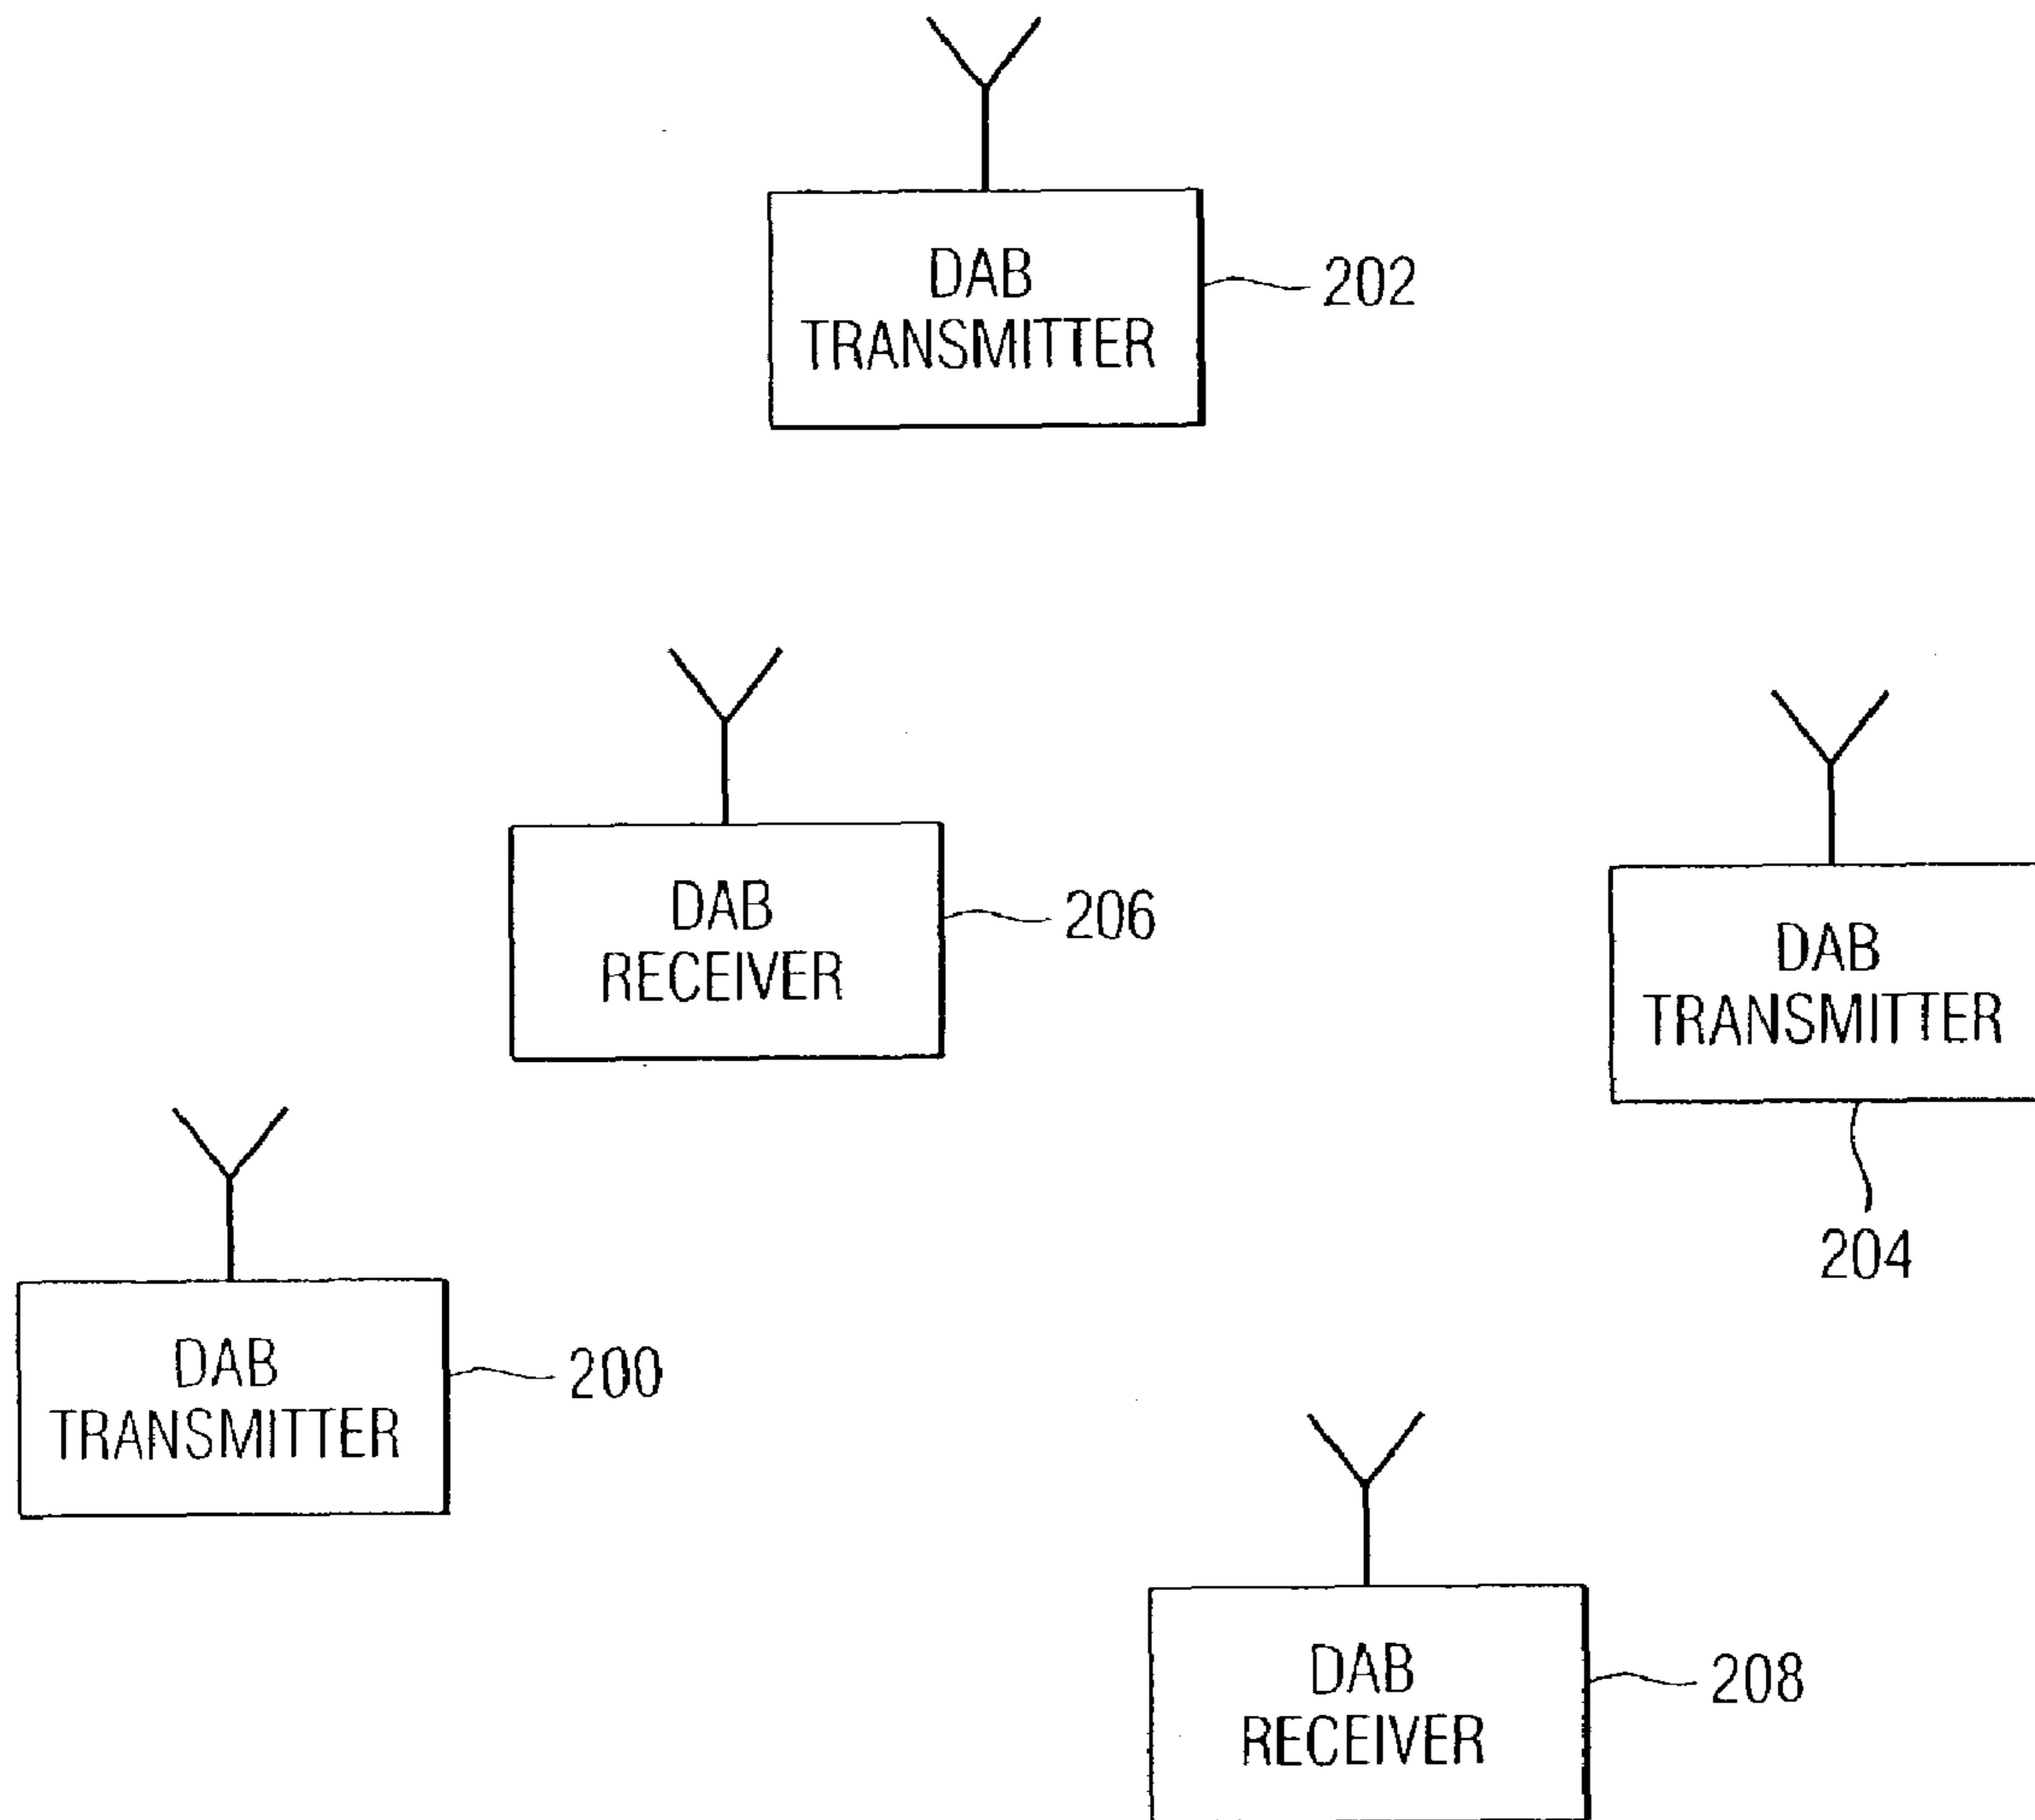 DAB
TRANSMITTER
202
DAB
RECEIVER
206
DAB
TRANSMITTER
204
DAB
TRANSMITTER
200
DAB
RECEIVER
208